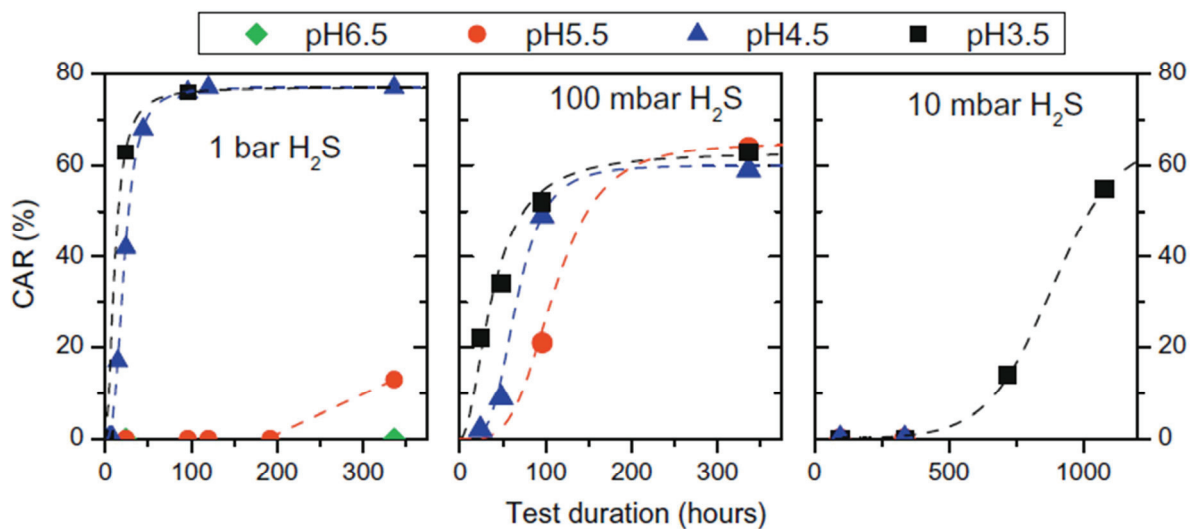 pH6.5 pH5.5 pH4.5 pH3.5
80 80
1 bar H₂S 100 mbar H₂S 10 mbar H₂S
60 60
40 40
20 20
0 0
0 100 200 300 0 100 200 300 0 500 1000
CAR (%)
Test duration (hours)